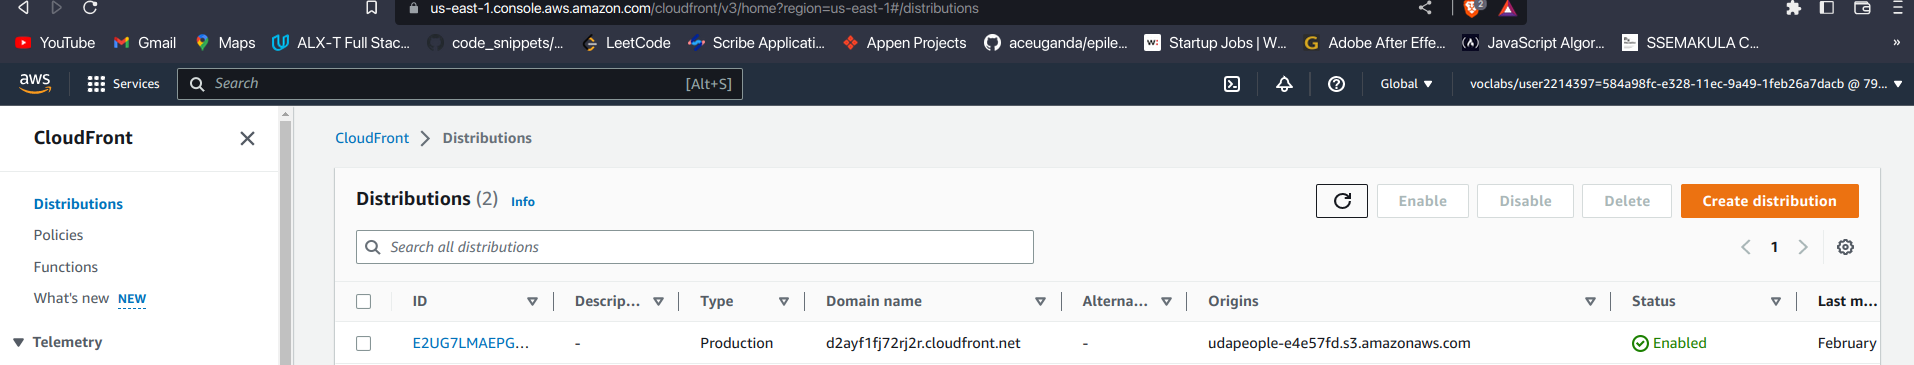 us-east-1.console.aws.amazon.com/cloudfront/v3/home?region=us-east-1#/distributions
2
YouTube Gmail Maps ALX-T Full Stac... code_snippets/... LeetCode Scribe Applicati... Appen Projects aceuganda/epile... w: Startup Jobs | W... G Adobe After Effe... (A) JavaScript Algor... SSEMAKULA C... »
aws Services Search [Alt+S] Global voclabs/user2214397=584a98fc-e328-11ec-9a49-1feb26a7dacb @ 79...
CloudFront
CloudFront > Distributions
Distributions
Policies
Functions
What's new NEW
Telemetry
Distributions (2) Info Enable Disable Delete Create distribution
Search all distributions < 1 >
ID Descrip... Type Domain name Alterna... Origins Status Last m...
E2UG7LMAEPG... - Production d2ayf1fj72rj2r.cloudfront.net - udapeople-e4e57fd.s3.amazonaws.com Enabled February